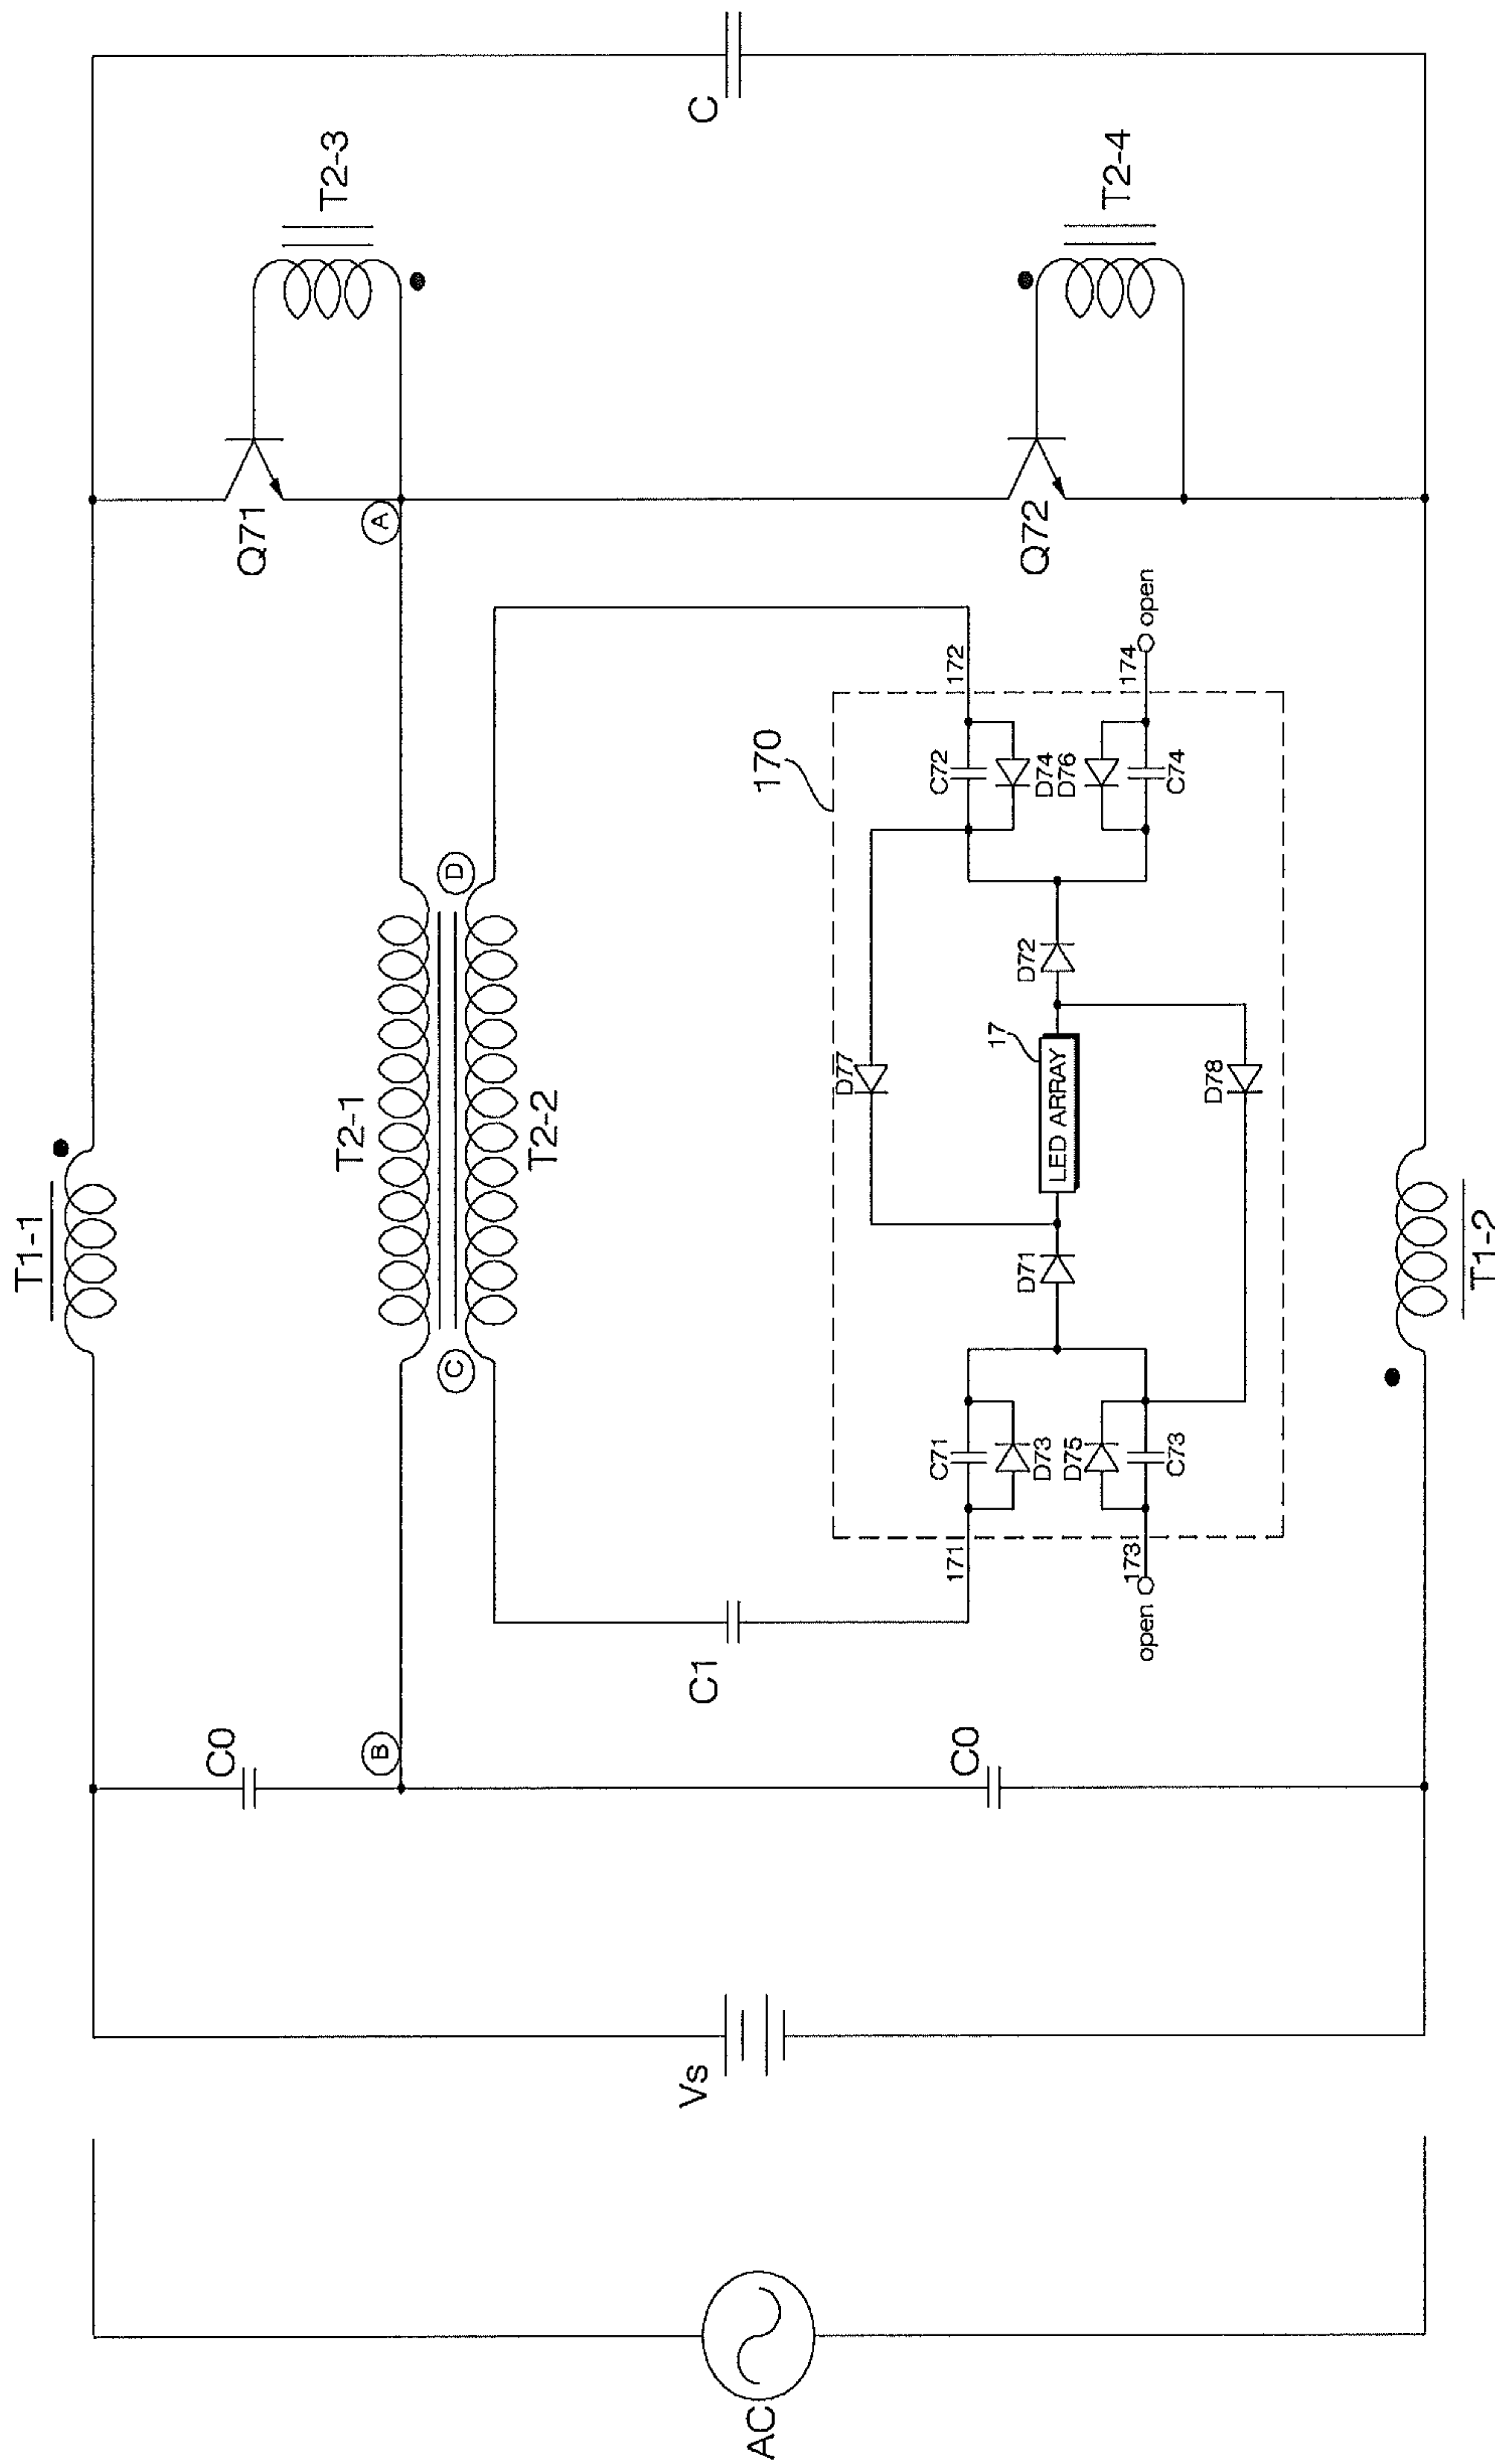 T1-1
C0
B
T2-1
C
D
T2-2
A
Q71
T2-3
C
Vs
AC
C1
C0
170
Q72
T2-4
171
172
C71
D73
D75
C73
173
open
D71
D77
17
LED ARRAY
D72
D78
C72
D74
D76
C74
174
open
T1-2